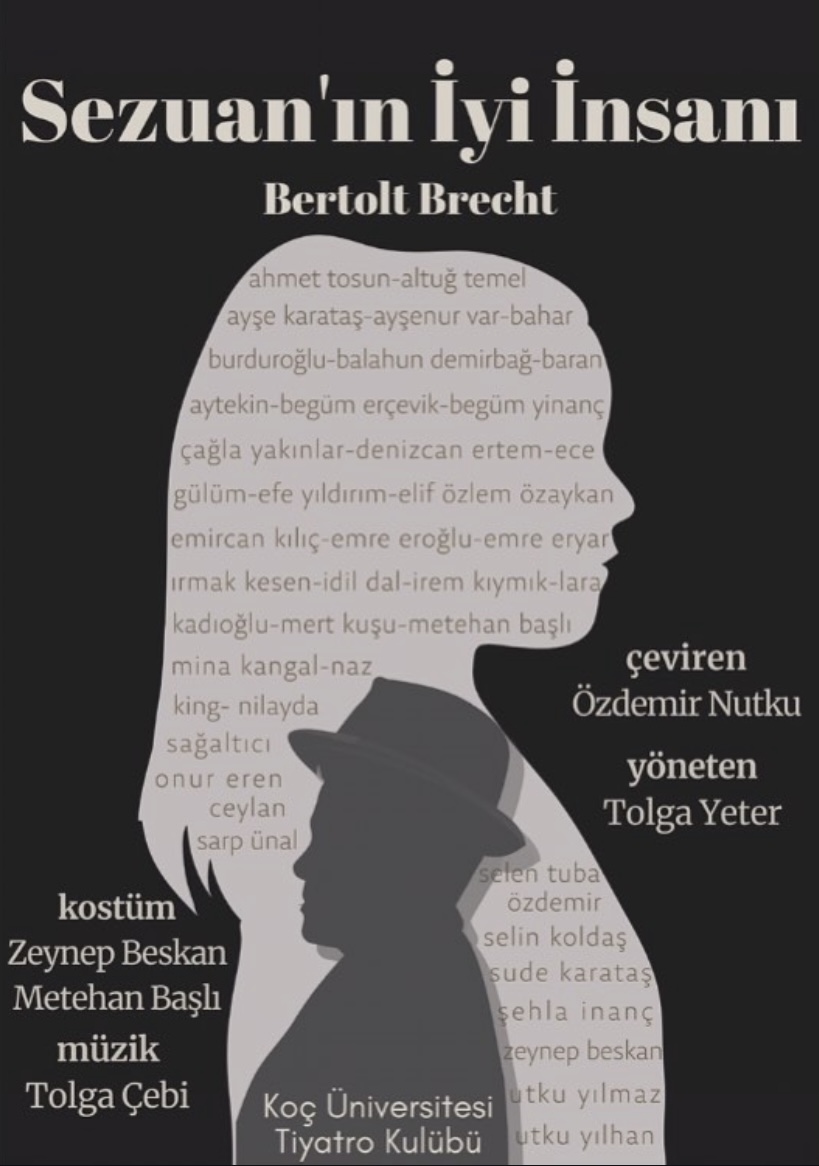 Sezuan'ın İyi İnsanı
Bertolt Brecht
ahmet tosun-altuğ temel
ayşe karataş-ayşenur var-bahar
burduroğlu-balahun demirbağ-baran
aytekin-begüm erçevik-begüm yinanç
çağla yakınlar-denizcan ertem-ece
gülüm-efe yıldırım-elif özlem özaykan
emircan kılıç-emre eroğlu-emre eryar
ırmak kesen-idil dal-irem kıymık-lara
kadıoğlu-mert kuşu-metehan başlı
mina kangal-naz
king- nilayda
sağaltıcı
onur eren
ceylan
sarp ünal
selen tuba
özdemir
selin koldaş
sude karataş
şehla inanç
zeynep beskan
utku yılmaz
utku yılhan
çeviren
Özdemir Nutku
yöneten
Tolga Yeter
kostüm
Zeynep Beskan
Metehan Başlı
müzik
Tolga Çebi
Koç Üniversitesi
Tiyatro Kulübü